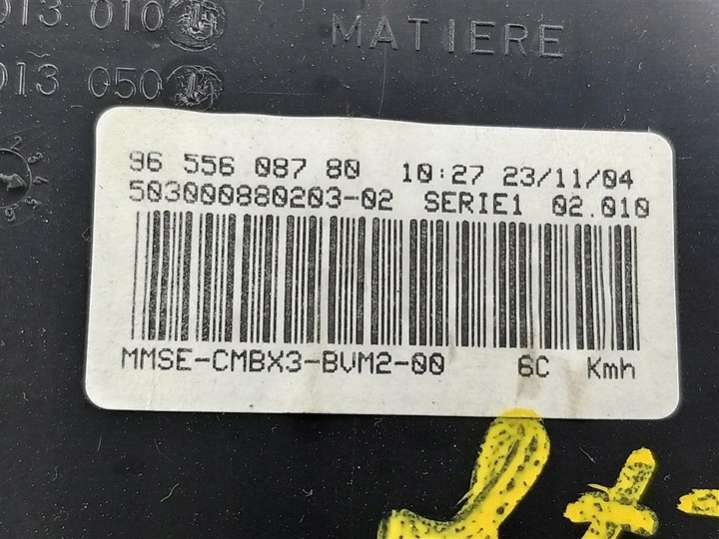 013 010
MATIERE
013 050
96 556 087 80 10:27 23/11/04
503000880203-02 SERIE1 02.010
MMSE-CMBX3-BVM2-00 6C Kmh